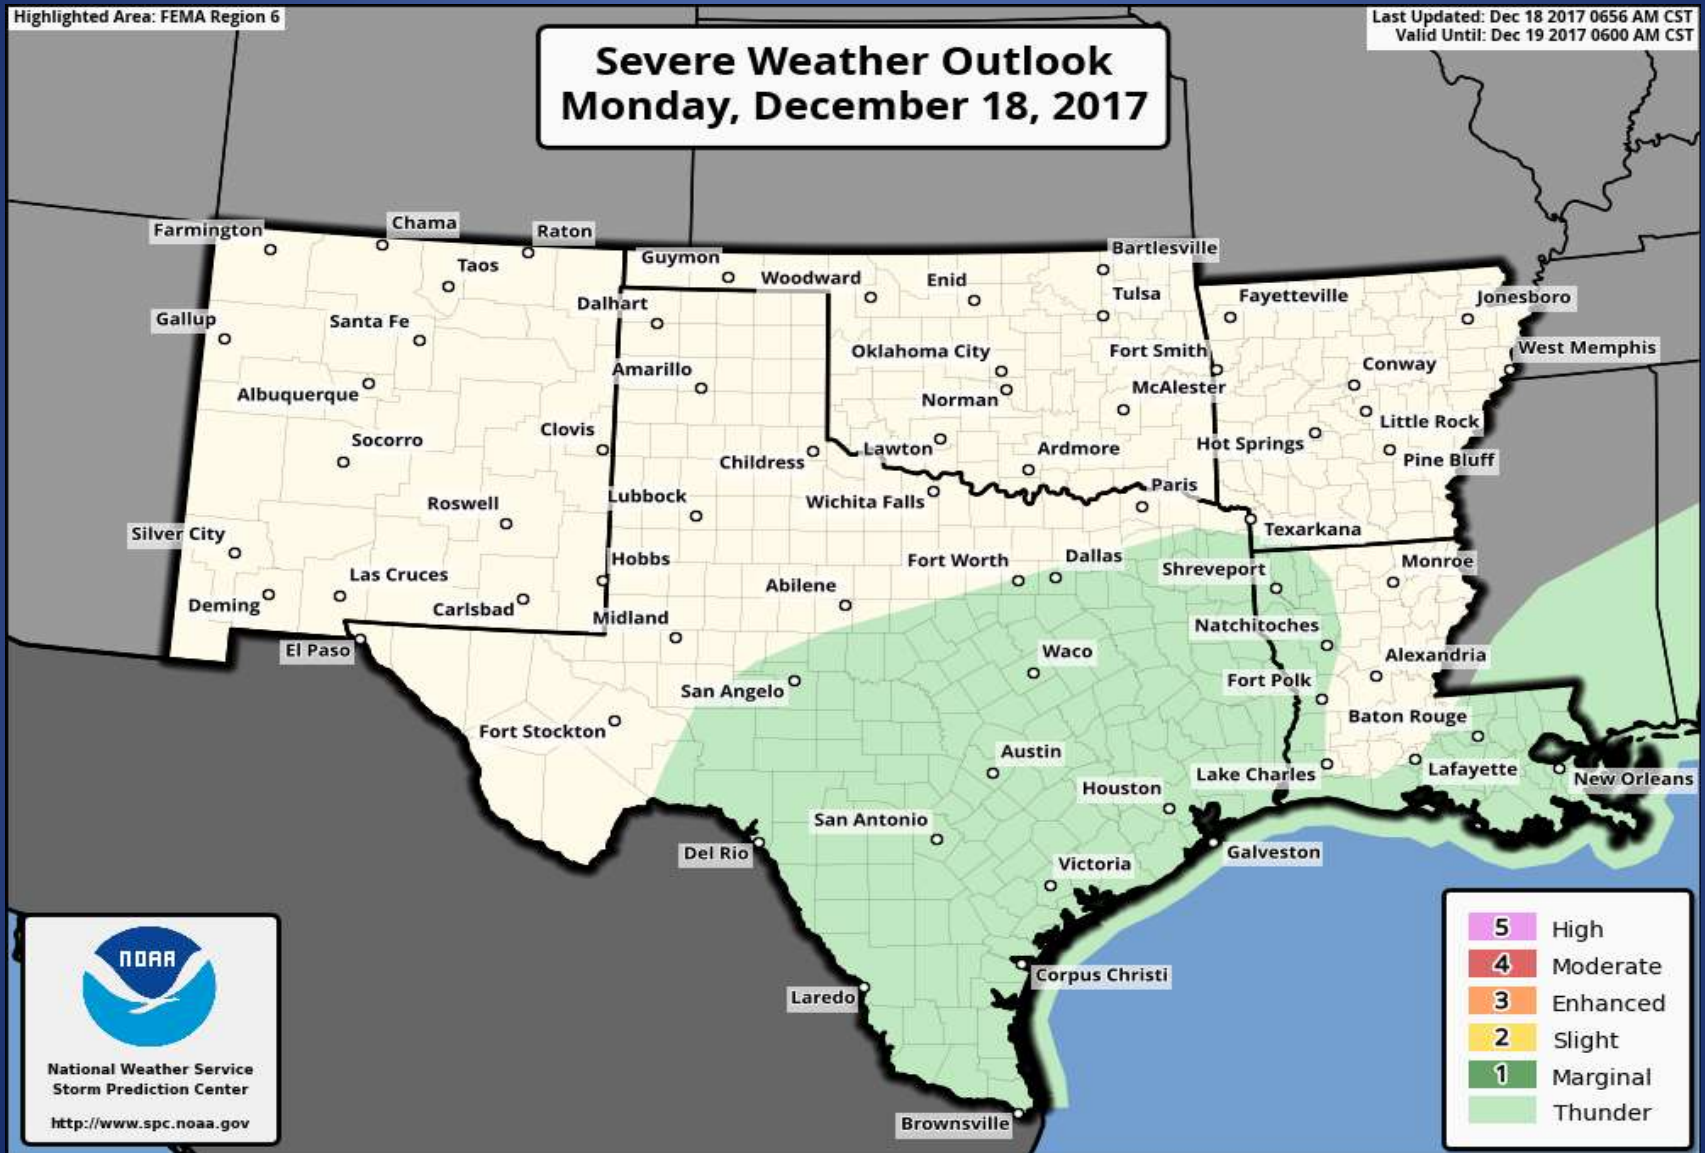 Highlighted Area: FEMA Region 6
Last Updated: Dec 18 2017 0656 AM CST
Valid Until: Dec 19 2017 0600 AM CST
Severe Weather Outlook
Monday, December 18, 2017
Farmington
Chama
Raton
Taos
Guymon
Woodward
Enid
Bartlesville
Tulsa
Fayetteville
Jonesboro
Dalhart
Gallup
Santa Fe
Oklahoma City
Fort Smith
West Memphis
Amarillo
Conway
Albuquerque
Norman
McAlester
Little Rock
Socorro
Clovis
Lawton
Ardmore
Hot Springs
Pine Bluff
Childress
Roswell
Lubbock
Wichita Falls
Paris
Silver City
Texarkana
Las Cruces
Hobbs
Fort Worth
Dallas
Shreveport
Monroe
Deming
Carlsbad
Abilene
Midland
Natchitoches
El Paso
Waco
Alexandria
San Angelo
Fort Polk
Fort Stockton
Baton Rouge
Austin
Lake Charles
Lafayette
New Orleans
Houston
San Antonio
Del Rio
Victoria
Galveston
Corpus Christi
Laredo
Brownsville
NOAA
National Weather Service
Storm Prediction Center
http://www.spc.noaa.gov
5 High
4 Moderate
3 Enhanced
2 Slight
1 Marginal
Thunder